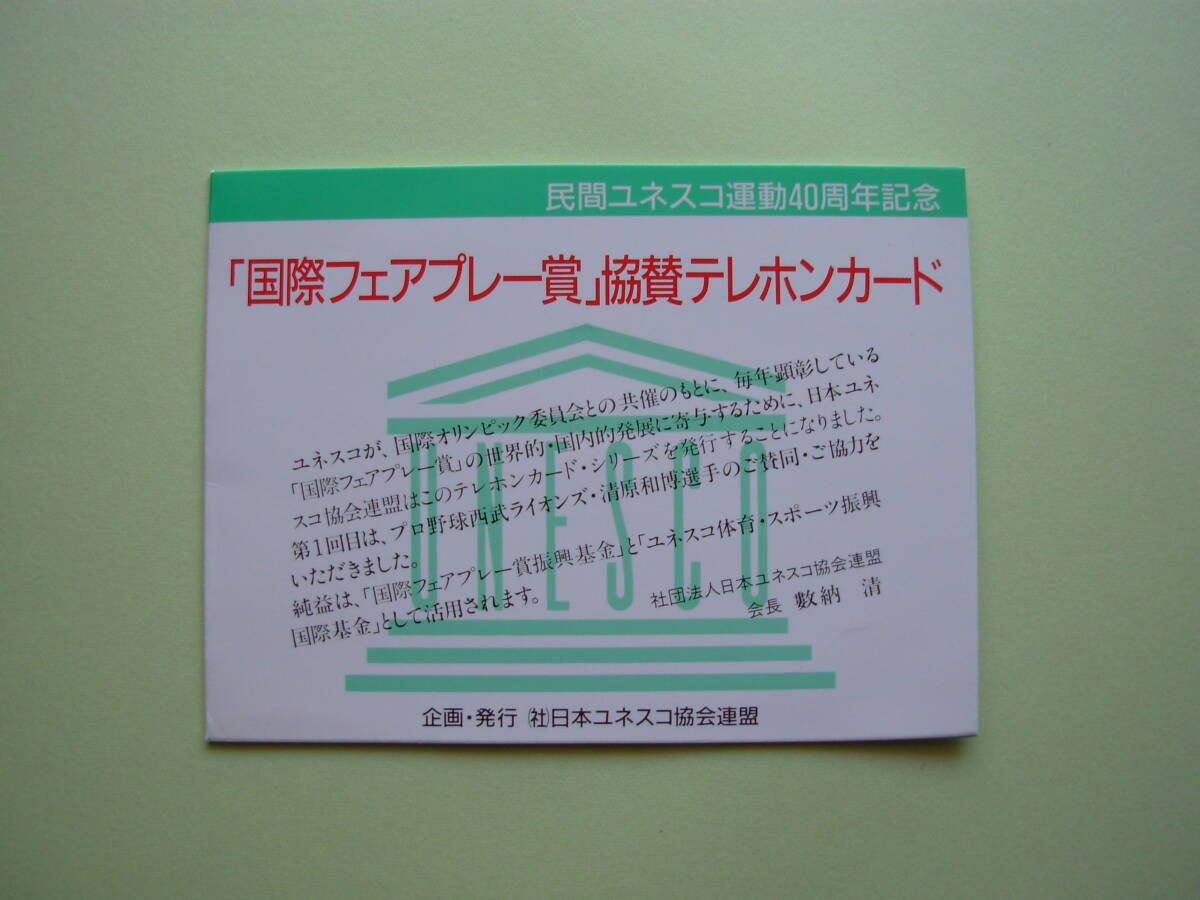 民間ユネスコ運動40周年記念
「国際フェアプレー賞」協賛テレホンカード
ユネスコが、国際オリンピック委員会との共催のもとに、毎年顕彰している
「国際フェアプレー賞」の世界的・国内的発展に寄与するために、日本ユネ
スコ協会連盟はこのテレホンカード・シリーズを発行することになりました。
第1回目は、プロ野球西武ライオンズ・清原和博選手のご賛同・ご協力を
いただきました。
純益は、「国際フェアプレー賞振興基金」と「ユネスコ体育・スポーツ振興
国際基金」として活用されます。
社団法人日本ユネスコ協会連盟
会長 數納 清
UNESCO
企画・発行 ㈳日本ユネスコ協会連盟